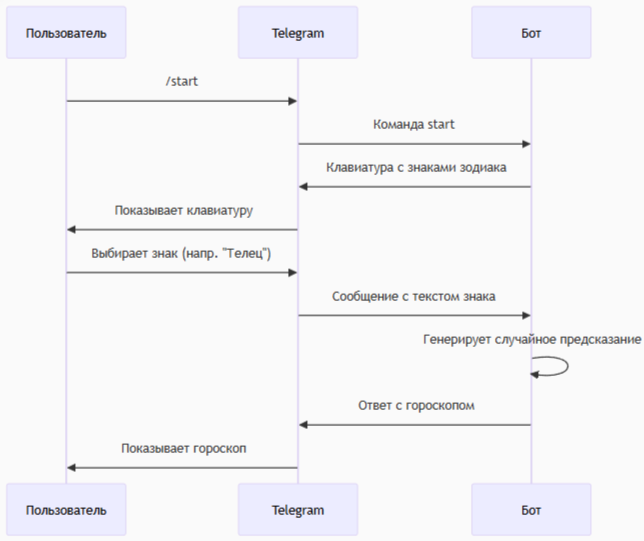 Пользователь
Telegram
Бот
/start
Команда start
Клавиатура с знаками зодиака
Показывает клавиатуру
Выбирает знак (напр. "Телец")
Сообщение с текстом знака
Генерирует случайное предсказание
Ответ с гороскопом
Показывает гороскоп
Пользователь
Telegram
Бот